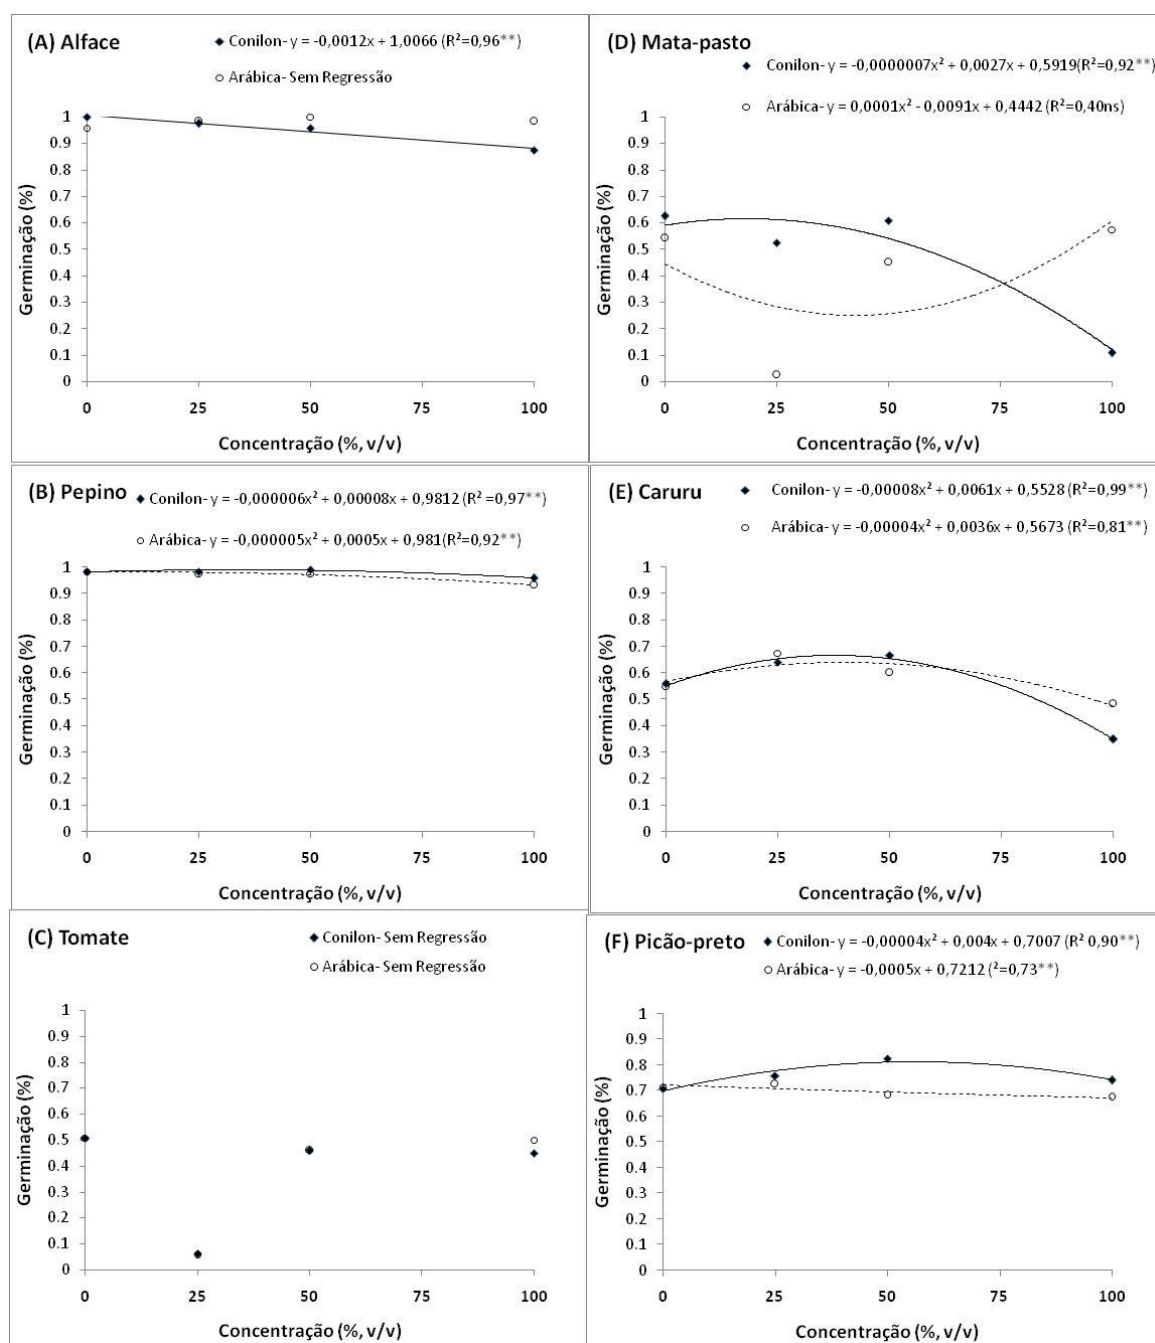 (A) Alface
Conilon- y = -0,0012x + 1,0066 (R²=0,96**)
Arábica- Sem Regressão
1
0.9
0.8
0.7
0.6
0.5
0.4
0.3
0.2
0.1
0
Germinação (%)
0 25 50 75 100
Concentração (%, v/v)
(D) Mata-pasto
Conilon- y = -0,0000007x² + 0,0027x + 0,5919(R²=0,92**)
Arábica- y = 0,0001x² - 0,0091x + 0,4442 (R²=0,40ns)
1
0.9
0.8
0.7
0.6
0.5
0.4
0.3
0.2
0.1
0
Germinação (%)
0 25 50 75 100
Concentração (%, v/v)
(B) Pepino
Conilon- y = -0,000006x² + 0,00008x + 0,9812 (R² =0,97**)
Arábica- y = -0,000005x² + 0,0005x + 0,981(R²=0,92**)
1
0.9
0.8
0.7
0.6
0.5
0.4
0.3
0.2
0.1
0
Germinação (%)
0 25 50 75 100
Concentração (%, v/v)
(E) Caruru
Conilon- y = -0,00008x² + 0,0061x + 0,5528 (R²=0,99**)
Arábica- y = -0,00004x² + 0,0036x + 0,5673 (R²=0,81**)
1
0.9
0.8
0.7
0.6
0.5
0.4
0.3
0.2
0.1
0
Germinação (%)
0 25 50 75 100
Concentração (%, v/v)
(C) Tomate
Conilon- Sem Regressão
Arábica- Sem Regressão
1
0.9
0.8
0.7
0.6
0.5
0.4
0.3
0.2
0.1
0
Germinação (%)
0 25 50 75 100
Concentração (%, v/v)
(F) Picão-preto
Conilon- y = -0,00004x² + 0,004x + 0,7007 (R² 0,90**)
Arábica- y = -0,0005x + 0,7212 (²=0,73**)
1
0.9
0.8
0.7
0.6
0.5
0.4
0.3
0.2
0.1
0
Germinação (%)
0 25 50 75 100
Concentração (%, v/v)